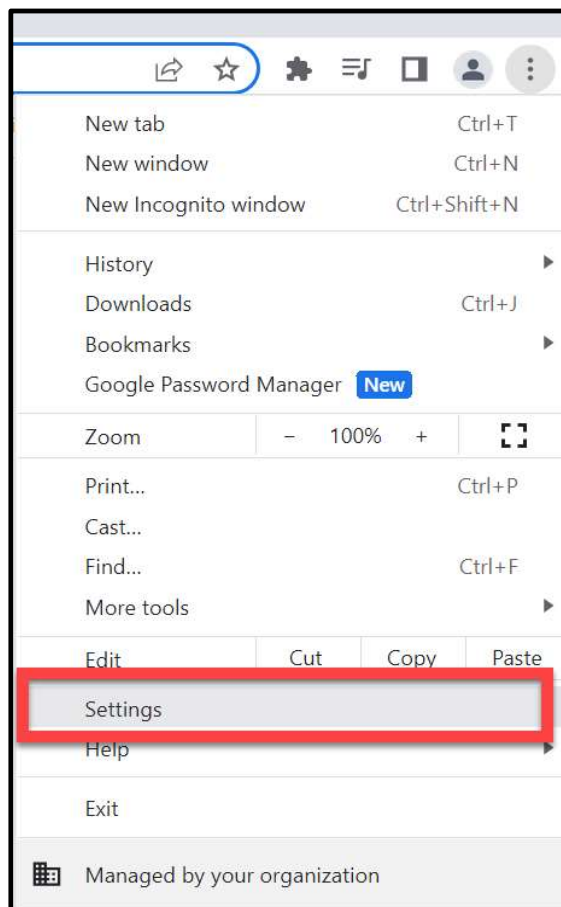 New tab Ctrl+T
New window Ctrl+N
New Incognito window Ctrl+Shift+N
History
Downloads Ctrl+J
Bookmarks
Google Password Manager New
Zoom - 100% +
Print... Ctrl+P
Cast...
Find... Ctrl+F
More tools
Edit Cut Copy Paste
Settings
Help
Exit
Managed by your organization